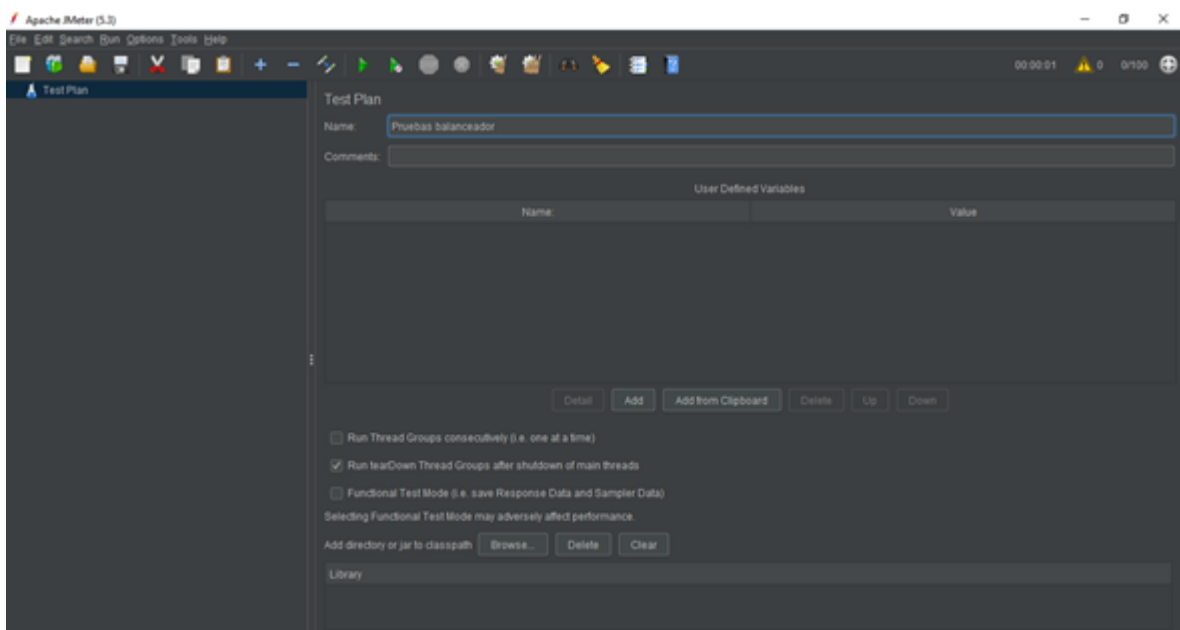 Apache JMeter (5.3)
File Edit Search Run Options Tools Help
00:00:01 0 0/100
Test Plan
Test Plan
Name: Pruebas balanceador
Comments:
User Defined Variables
Name: Value
Detail Add Add from Clipboard Delete Up Down
Run Thread Groups consecutively (i.e. one at a time)
Run tearDown Thread Groups after shutdown of main threads
Functional Test Mode (i.e. save Response Data and Sampler Data)
Selecting Functional Test Mode may adversely affect performance.
Add directory or jar to classpath Browse... Delete Clear
Library